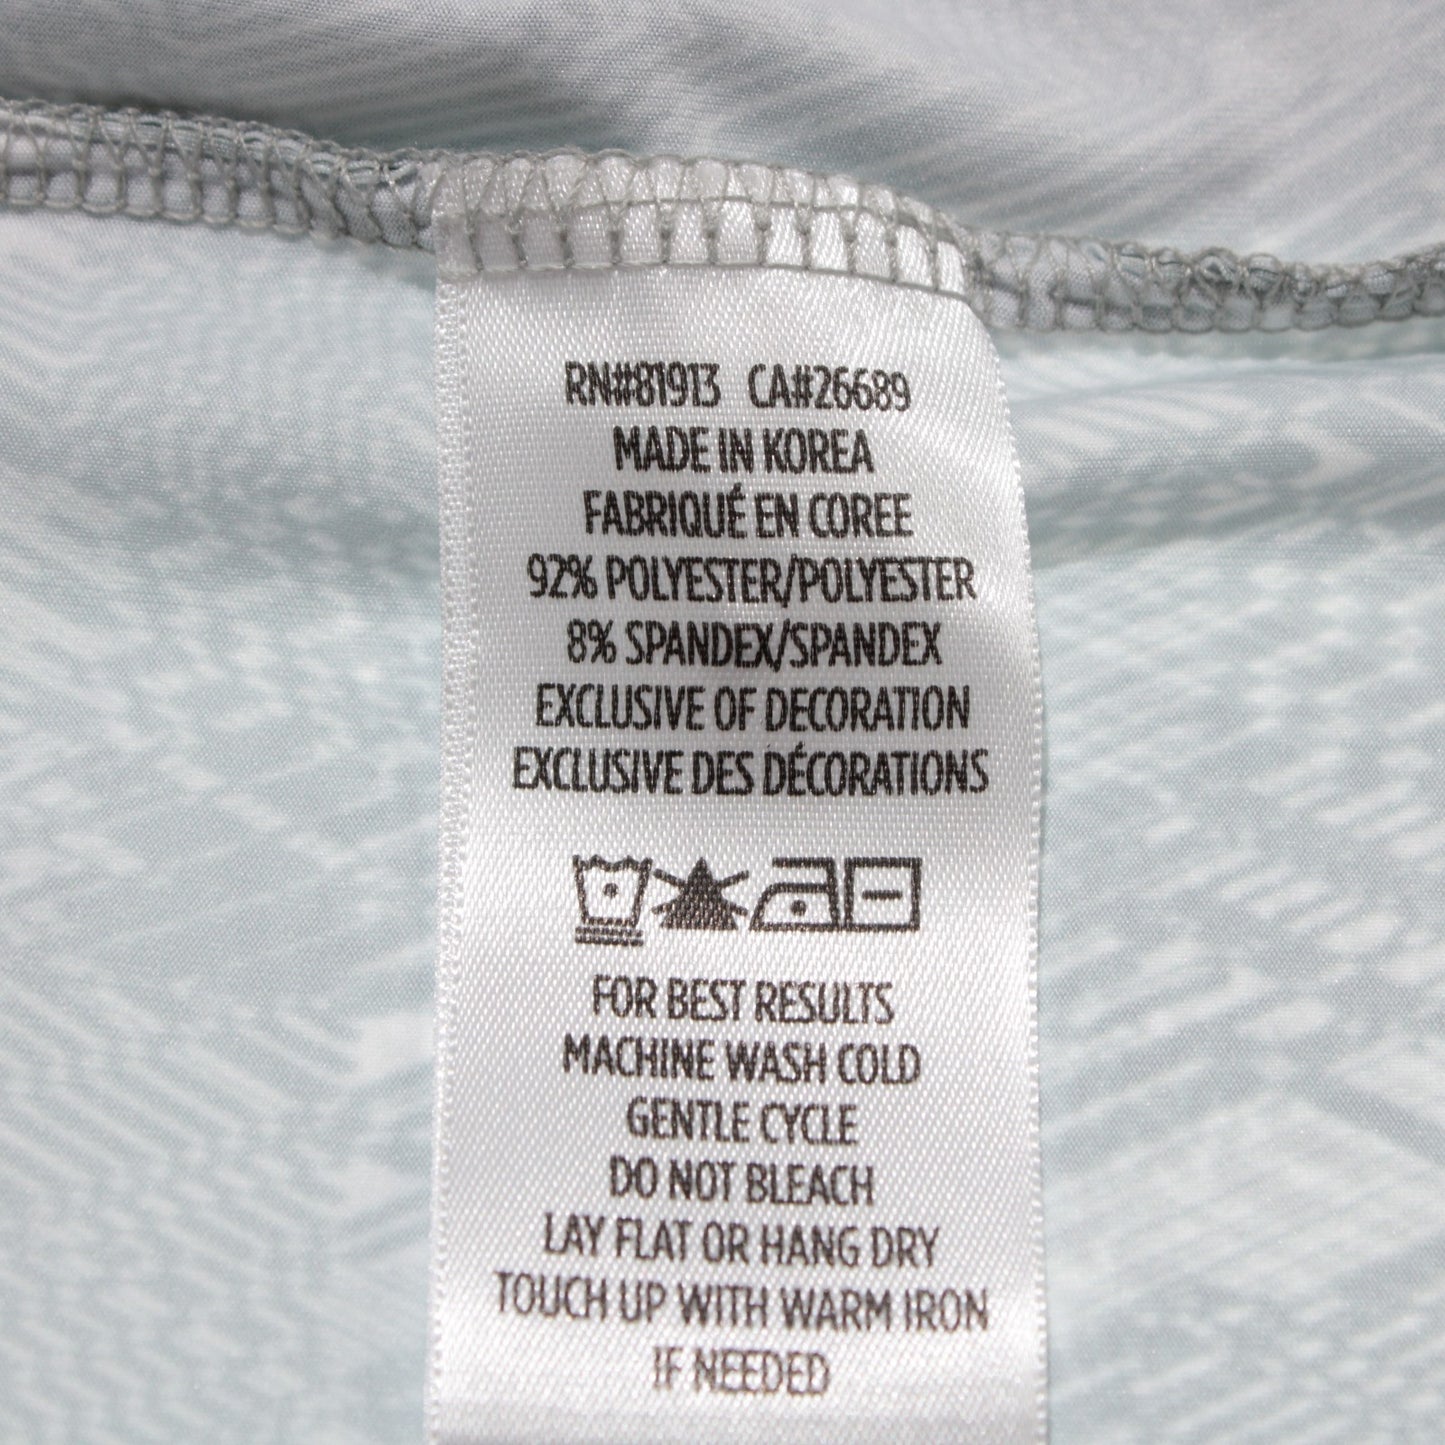 RN#81913 CA#26689
MADE IN KOREA
FABRIQUÉ EN COREE
92% POLYESTER/POLYESTER
8% SPANDEX/SPANDEX
EXCLUSIVE OF DECORATION
EXCLUSIVE DES DÉCORATIONS
FOR BEST RESULTS
MACHINE WASH COLD
GENTLE CYCLE
DO NOT BLEACH
LAY FLAT OR HANG DRY
TOUCH UP WITH WARM IRON
IF NEEDED